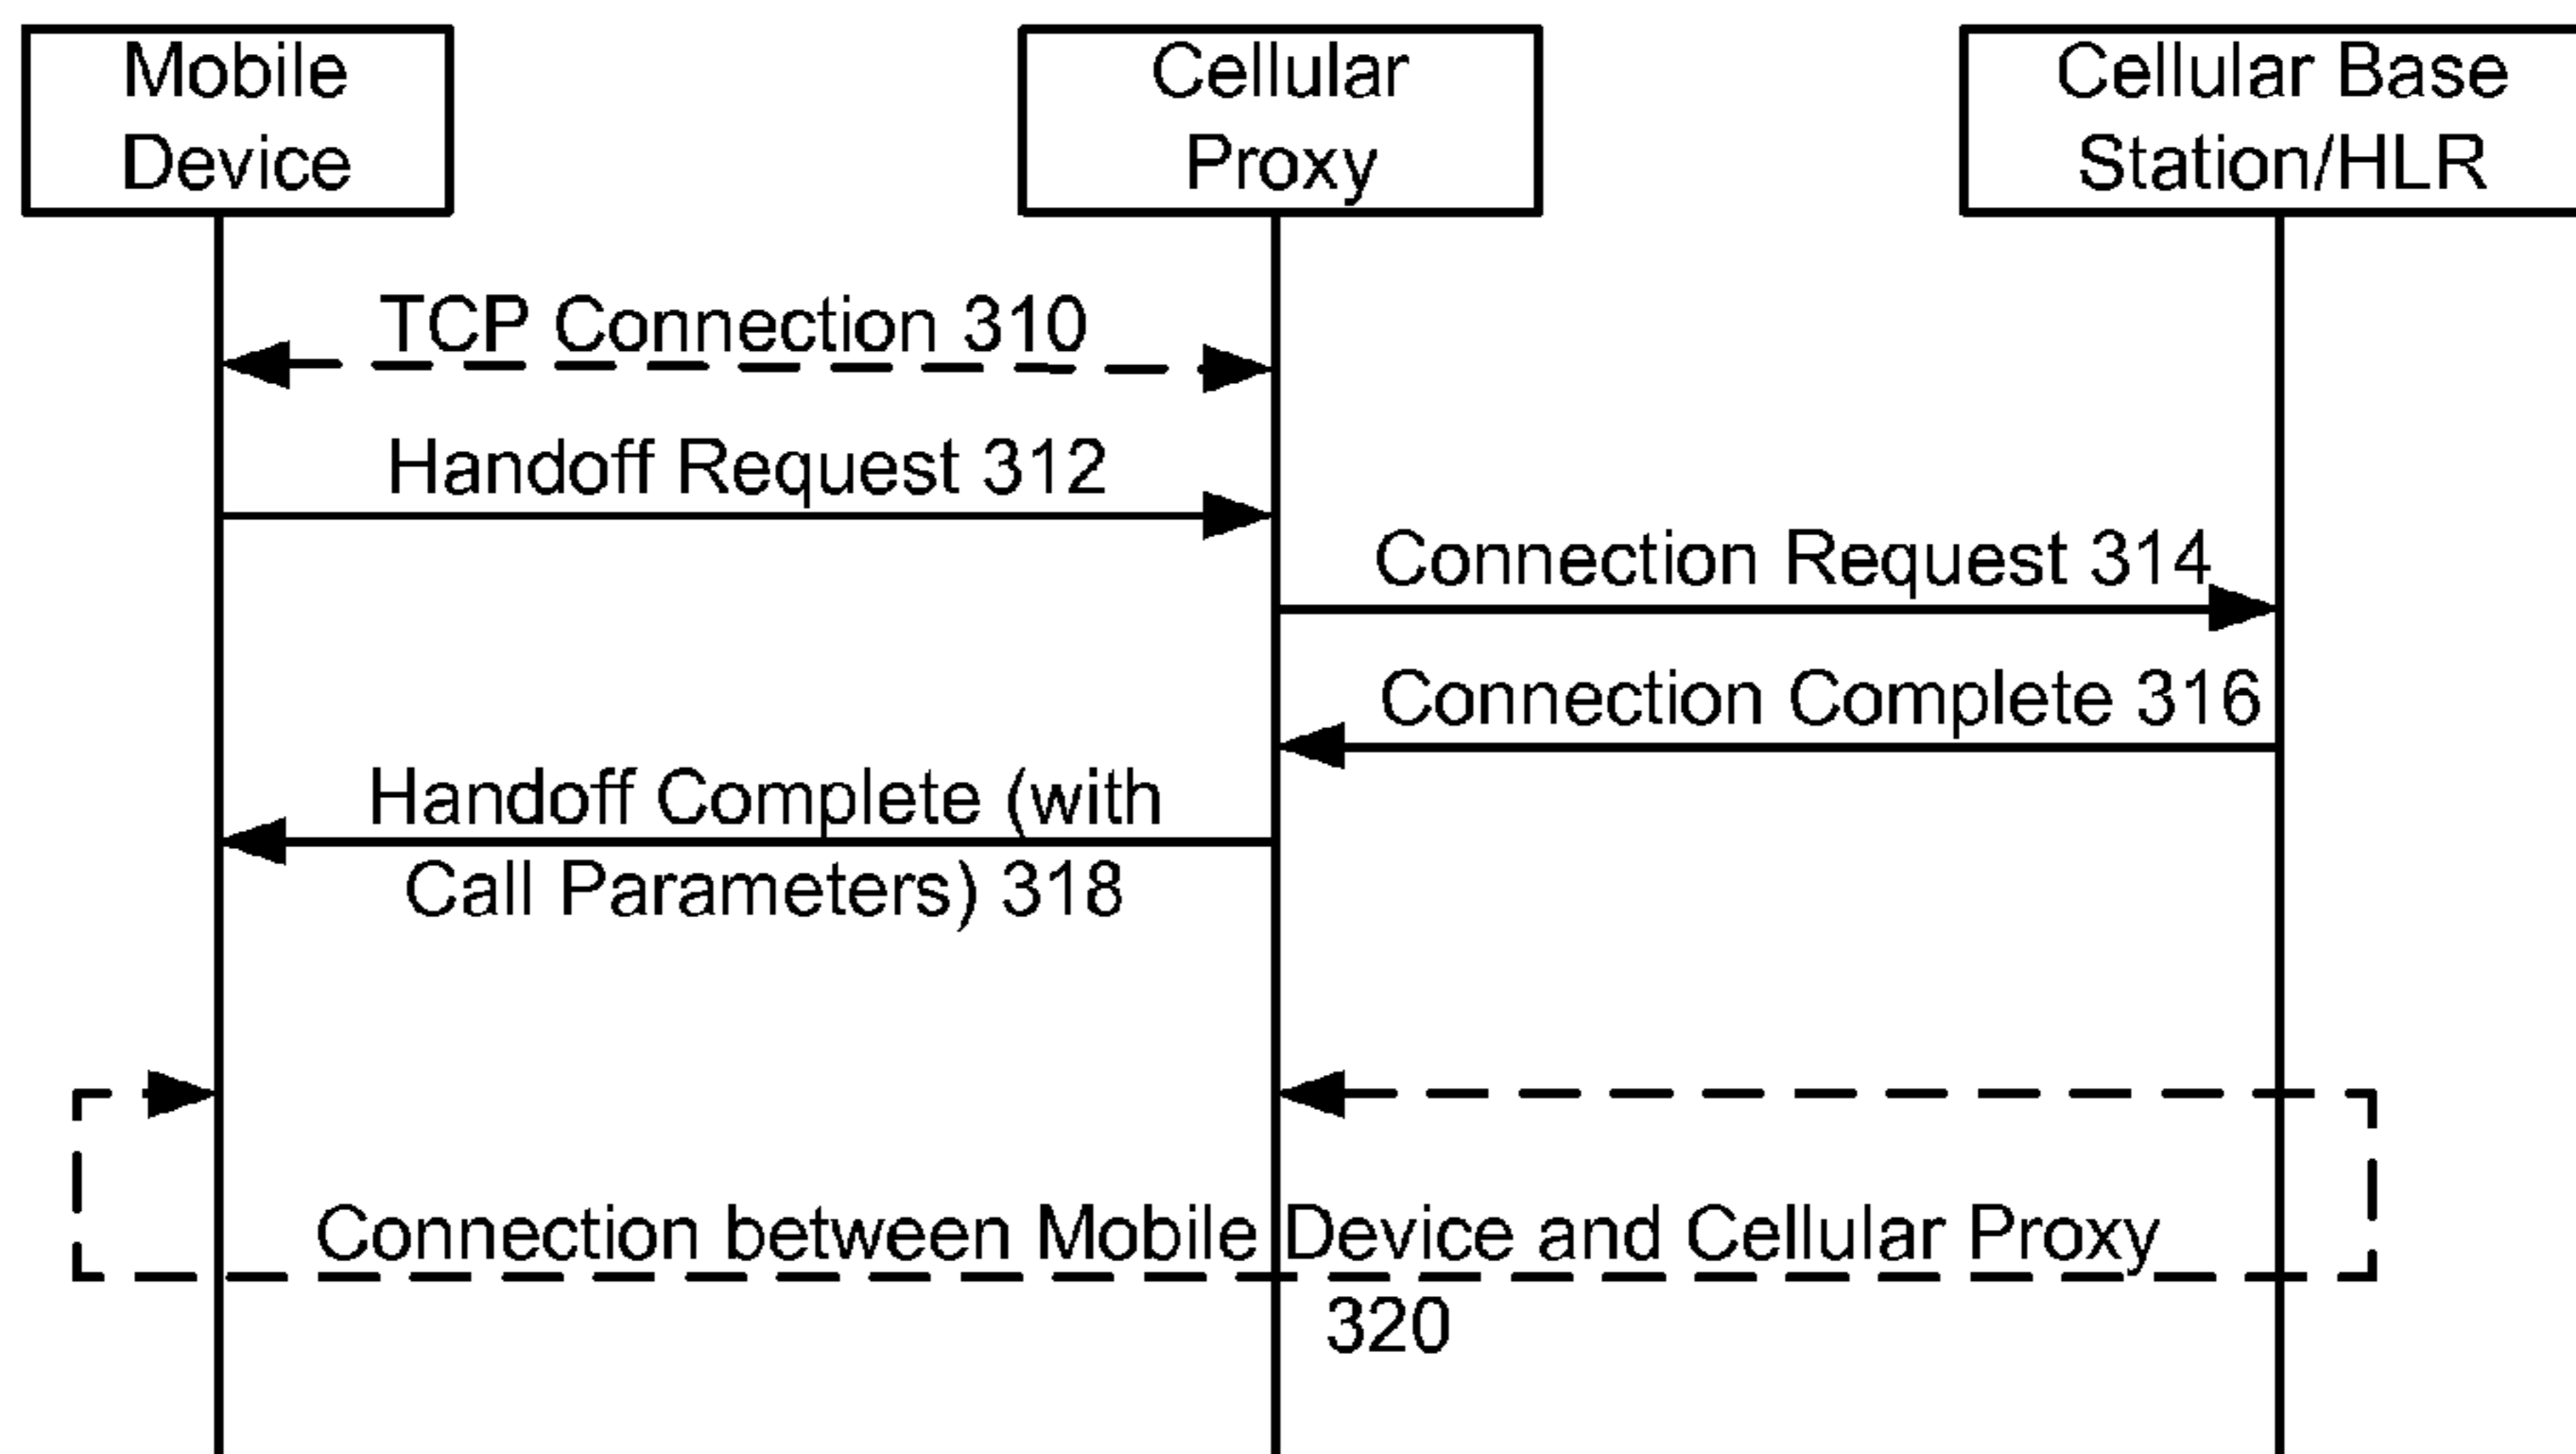 Mobile
Device
Cellular
Proxy
Cellular Base
Station/HLR
TCP Connection 310
Handoff Request 312
Connection Request 314
Connection Complete 316
Handoff Complete (with
Call Parameters) 318
Connection between Mobile Device and Cellular Proxy
320